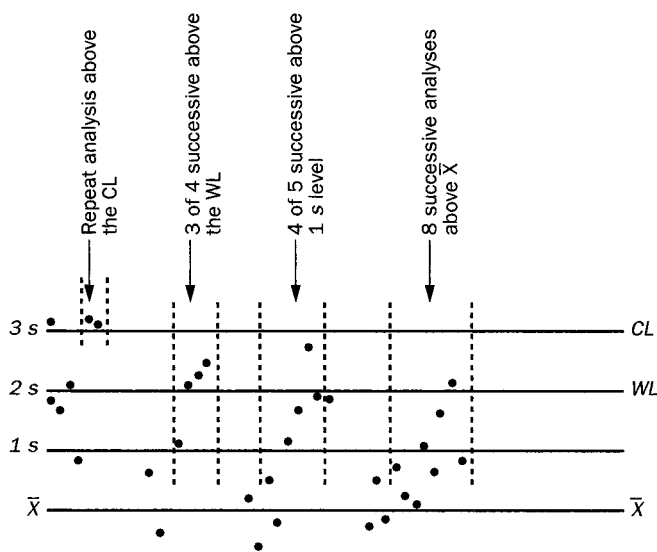 Repeat analysis above
the CL
3 of 4 successive above
the WL
4 of 5 successive above
1 s level
8 successive analyses
above X̄
3 s
CL
2 s
WL
1 s
X̄
X̄